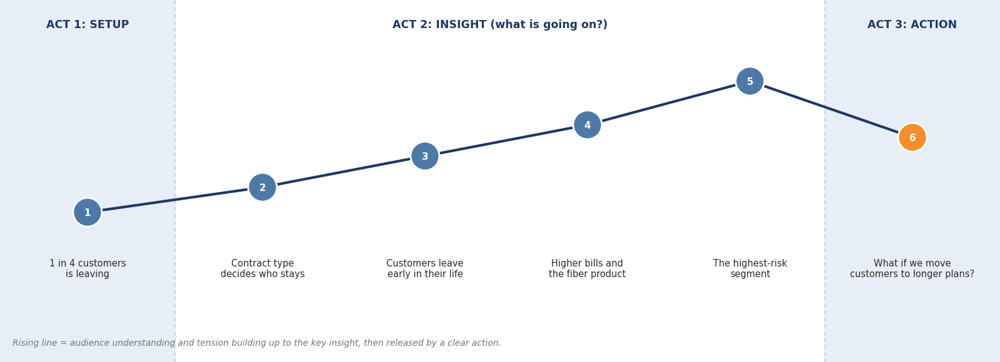 ACT 1: SETUP
ACT 2: INSIGHT (what is going on?)
ACT 3: ACTION
1
2
3
4
5
6
1 in 4 customers
is leaving
Contract type
decides who stays
Customers leave
early in their life
Higher bills and
the fiber product
The highest-risk
segment
What if we move
customers to longer plans?
Rising line = audience understanding and tension building up to the key insight, then released by a clear action.